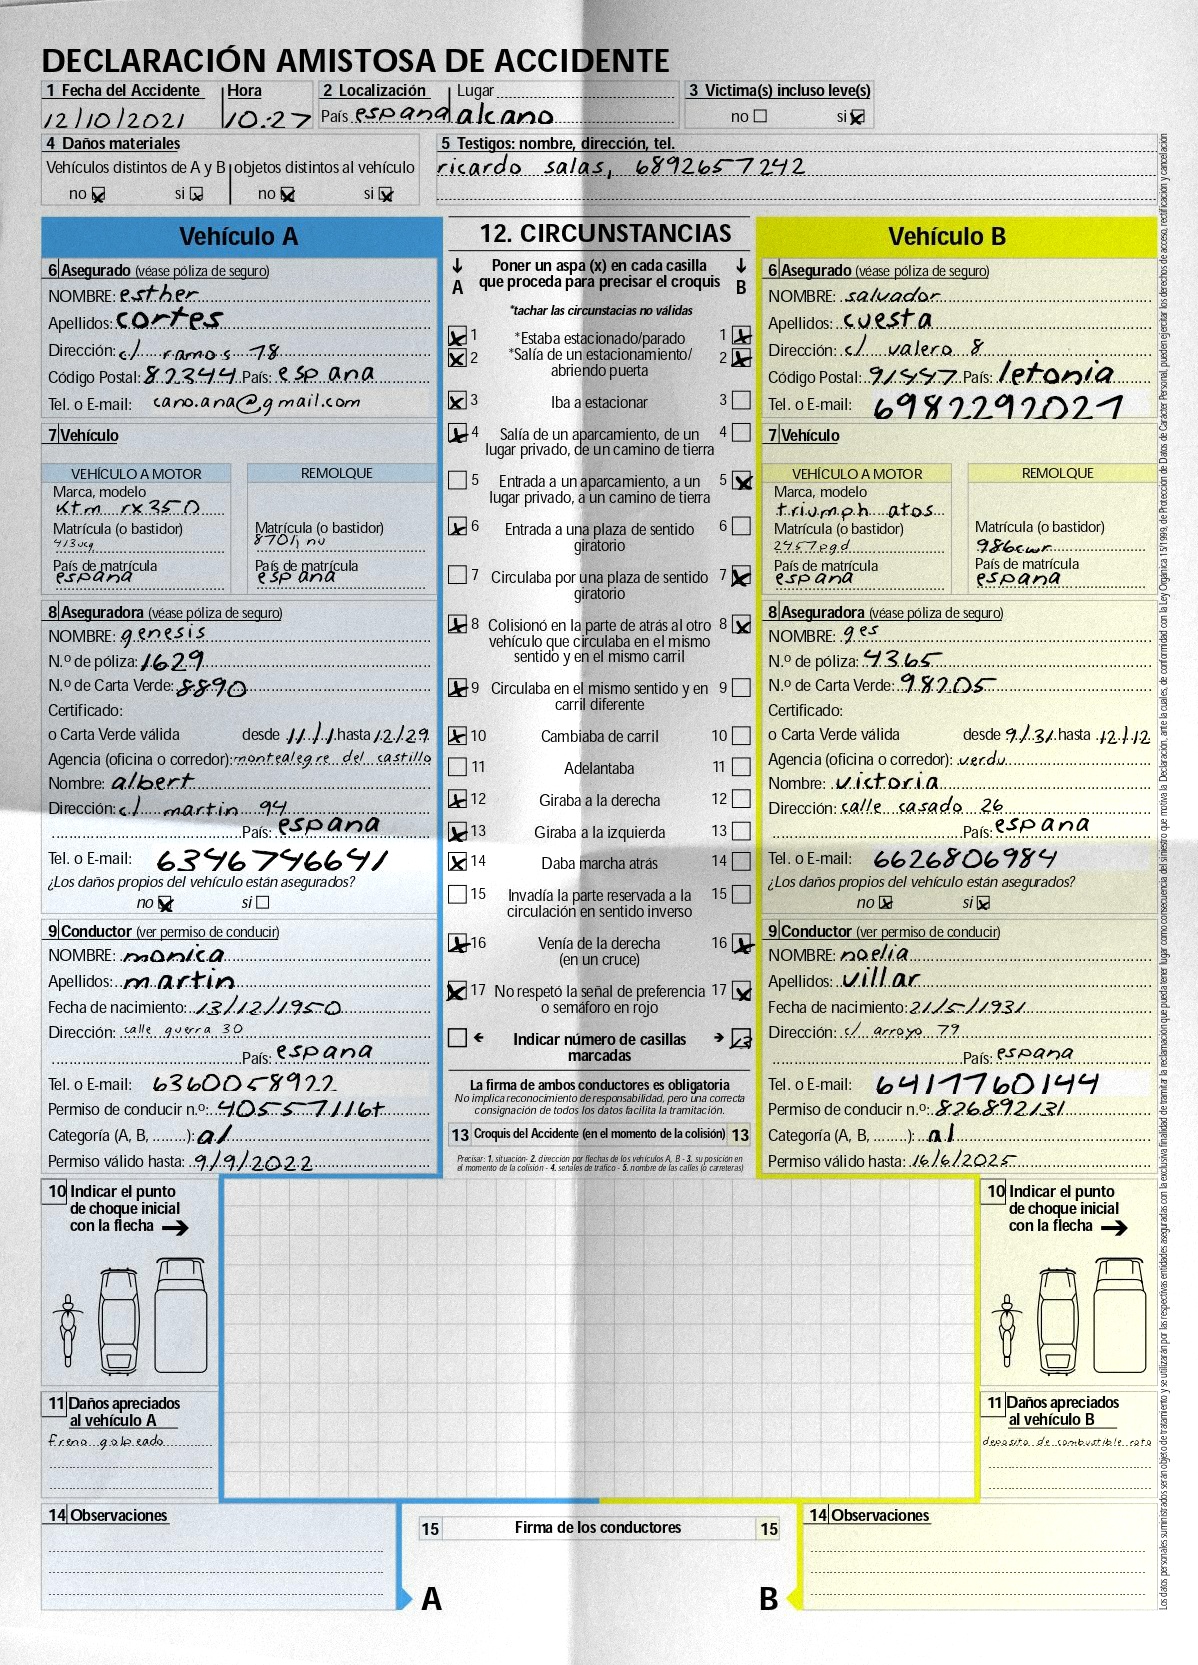 DECLARACIÓN AMISTOSA DE ACCIDENTE
1 Fecha del Accidente Hora 2 Localización Lugar 3 Victima(s) incluso leve(s)
12/10/2021 10:27 País espana alcano no si
4 Daños materiales
Vehículos distintos de A y B objetos distintos al vehículo
no si no si
5 Testigos: nombre, dirección, tel.
ricardo salas, 6892657242
Vehículo A
6 Asegurado (véase póliza de seguro)
NOMBRE: esther
Apellidos: cortes
Dirección: c/ ramos 78
Código Postal: 82344 País: espana
Tel. o E-mail: cano.ana@gmail.com
7 Vehículo
VEHÍCULO A MOTOR REMOLQUE
Marca, modelo
ktm rx350
Matrícula (o bastidor) Matrícula (o bastidor)
País de matrícula País de matrícula
espana espana
8 Aseguradora (véase póliza de seguro)
NOMBRE: genesis
N.º de póliza: 1629
N.º de Carta Verde: 8890
Certificado:
o Carta Verde válida desde 11/1 hasta 12/29
Agencia (oficina o corredor): montealegre del castillo
Nombre: albert
Dirección: c/ martin 94
País: espana
Tel. o E-mail: 6346746641
¿Los daños propios del vehículo están asegurados?
no si
9 Conductor (ver permiso de conducir)
NOMBRE: monica
Apellidos: martin
Fecha de nacimiento: 13/12/1950
Dirección: calle guerra 30
País: espana
Tel. o E-mail: 6360058922
Permiso de conducir n.º: 40557116t
Categoría (A, B, ........): a1
Permiso válido hasta: 9/9/2022
12. CIRCUNSTANCIAS
A Poner un aspa (x) en cada casilla que proceda para precisar el croquis B
*tachar las circunstacias no válidas
1 *Estaba estacionado/parado 1
2 *Salía de un estacionamiento/ 2
abriendo puerta
3 Iba a estacionar 3
4 Salía de un aparcamiento, de un 4
lugar privado, de un camino de tierra
5 Entrada a un aparcamiento, a un 5
lugar privado, a un camino de tierra
6 Entrada a una plaza de sentido 6
giratorio
7 Circulaba por una plaza de sentido 7
giratorio
8 Colisionó en la parte de atrás al otro 8
vehículo que circulaba en el mismo
sentido y en el mismo carril
9 Circulaba en el mismo sentido y en 9
carril diferente
10 Cambiaba de carril 10
11 Adelantaba 11
12 Giraba a la derecha 12
13 Giraba a la izquierda 13
14 Daba marcha atrás 14
15 Invadía la parte reservada a la 15
circulación en sentido inverso
16 Venía de la derecha 16
(en un cruce)
17 No respetó la señal de preferencia 17
o semáforo en rojo
Indicar número de casillas 13
marcadas
La firma de ambos conductores es obligatoria
No implica reconocimiento de responsabilidad, pero una correcta
consignación de todos los datos facilita la tramitación.
13 Croquis del Accidente (en el momento de la colisión) 13
Precisar: 1. situación- 2. dirección por flechas de los vehículos A, B - 3. su posición en
el momento de la colisión - 4. señales de tráfico - 5. nombre de las calles (o carreteras)
Vehículo B
6 Asegurado (véase póliza de seguro)
NOMBRE: salvador
Apellidos: cuesta
Dirección: c/ valero 8
Código Postal: País: letonia
Tel. o E-mail: 6982292021
7 Vehículo
VEHÍCULO A MOTOR REMOLQUE
Marca, modelo
triumph atos
Matrícula (o bastidor) Matrícula (o bastidor)
2457pgd 986cwr
País de matrícula País de matrícula
espana espana
8 Aseguradora (véase póliza de seguro)
NOMBRE: ges
N.º de póliza: 4365
N.º de Carta Verde: 98205
Certificado:
o Carta Verde válida desde 9/31 hasta 12/12
Agencia (oficina o corredor): verdu
Nombre: victoria
Dirección: calle casado 26
País: espana
Tel. o E-mail: 6626806984
¿Los daños propios del vehículo están asegurados?
no si
9 Conductor (ver permiso de conducir)
NOMBRE: noelia
Apellidos: villar
Fecha de nacimiento: 21/5/1931
Dirección: c/ arroyo 79
País: espana
Tel. o E-mail: 6417760144
Permiso de conducir n.º: 826892131
Categoría (A, B, ........): a1
Permiso válido hasta: 16/6/2025
10 Indicar el punto
de choque inicial
con la flecha
11 Daños apreciados
al vehículo A
freno golpeado
10 Indicar el punto
de choque inicial
con la flecha
11 Daños apreciados
al vehículo B
deposito de combustible roto
14 Observaciones
15 Firma de los conductores 15
A B
14 Observaciones
Los datos personales suministrados seran objeto de tratamiento y se utilizarán por las respectivas entidades aseguradas con la exclusiva finalidad de tramitar la reclamación que pueda tener lugar como consecuencia del siniestro que motiva la Declaración, ante la cuales, de conformidad con la Ley Orgánica 15/1999, de Protección de Datos de Carácter Personal, pueden ejercitar los derechos de acceso, rectificación y cancelación